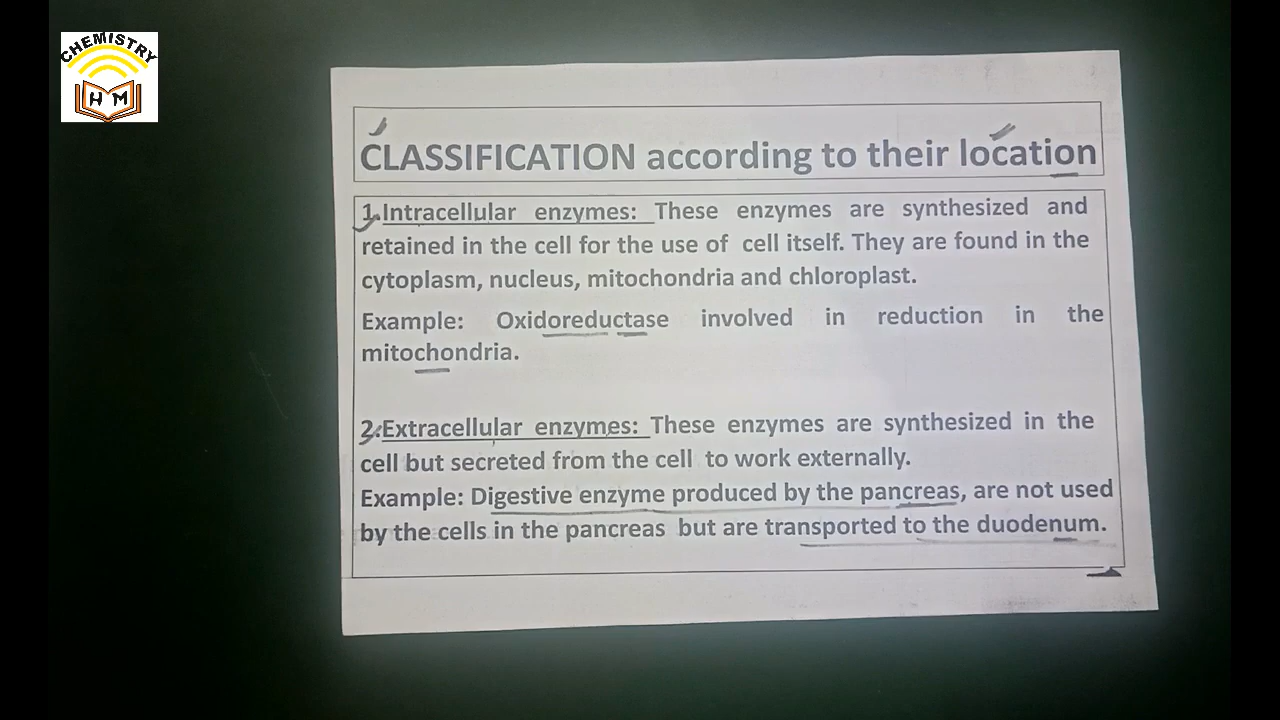 CHEMISTRY
H M
CLASSIFICATION according to their location
1.Intracellular enzymes: These enzymes are synthesized and
retained in the cell for the use of cell itself. They are found in the
cytoplasm, nucleus, mitochondria and chloroplast.
Example: Oxidoreductase involved in reduction in the
mitochondria.
2.Extracellular enzymes: These enzymes are synthesized in the
cell but secreted from the cell to work externally.
Example: Digestive enzyme produced by the pancreas, are not used
by the cells in the pancreas but are transported to the duodenum.